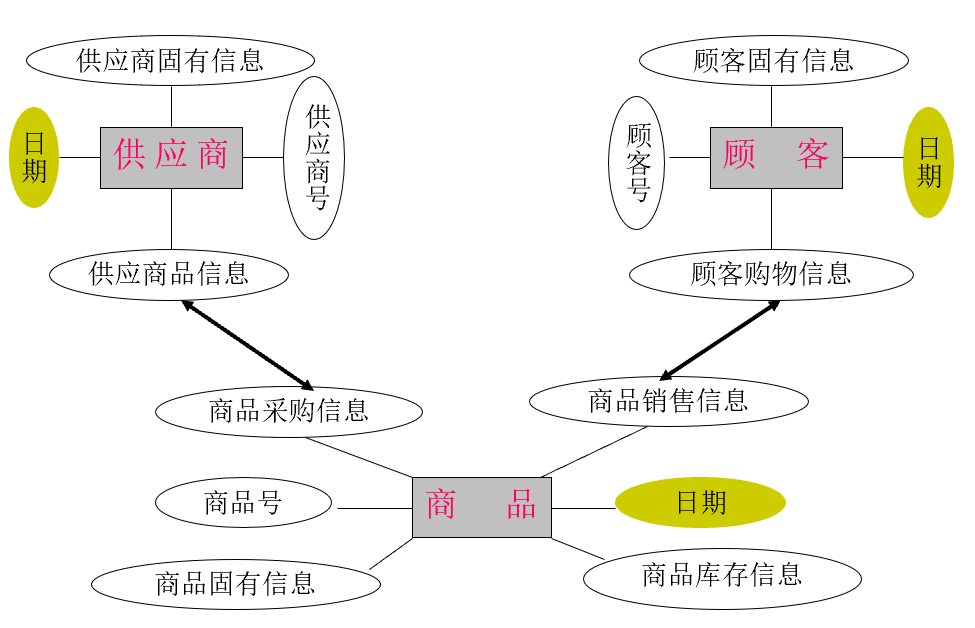 供应商固有信息
顾客固有信息
日期
供 应 商
供应商号
顾客号
顾 客
日期
供应商品信息
顾客购物信息
商品采购信息
商品销售信息
商品号
商 品
日期
商品固有信息
商品库存信息